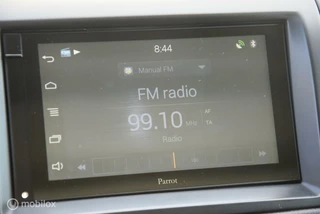 8:44
Manual FM
FM radio
99.10 MHz
AF
TA
Radio
Parrot
© mobilox